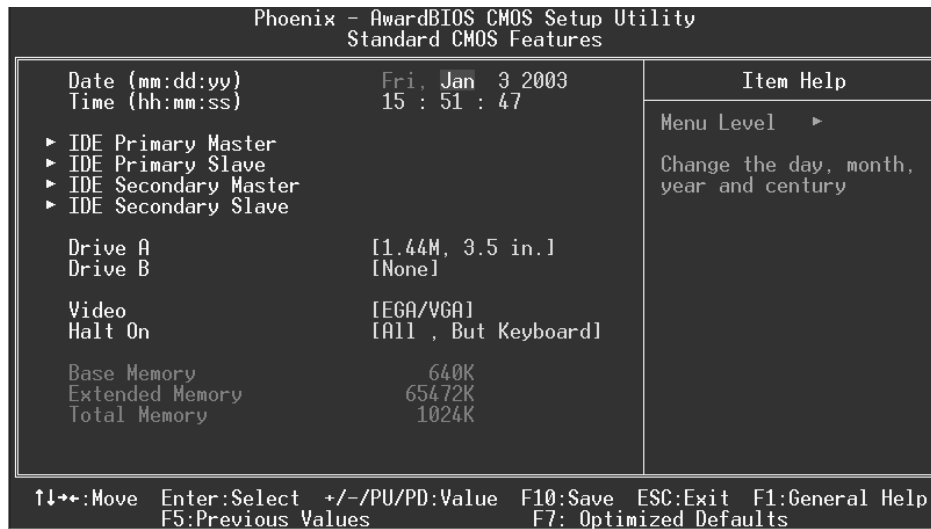 Phoenix - AwardBIOS CMOS Setup Utility
Standard CMOS Features
Date (mm:dd:yy) Fri, Jan 3 2003
Time (hh:mm:ss) 15 : 51 : 47
► IDE Primary Master
► IDE Primary Slave
► IDE Secondary Master
► IDE Secondary Slave
Drive A [1.44M, 3.5 in.]
Drive B [None]
Video [EGA/VGA]
Halt On [All , But Keyboard]
Base Memory 640K
Extended Memory 65472K
Total Memory 1024K
Item Help
Menu Level ►
Change the day, month,
year and century
↑↓→←:Move Enter:Select +/-/PU/PD:Value F10:Save ESC:Exit F1:General Help
F5:Previous Values F7: Optimized Defaults